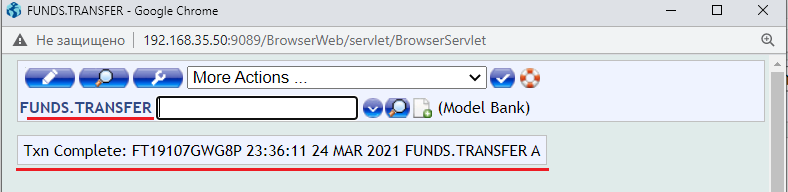 FUNDS.TRANSFER - Google Chrome
Не защищено 192.168.35.50:9089/BrowserWeb/servlet/BrowserServlet
More Actions ...
FUNDS.TRANSFER (Model Bank)
Txn Complete: FT19107GWG8P 23:36:11 24 MAR 2021 FUNDS.TRANSFER A